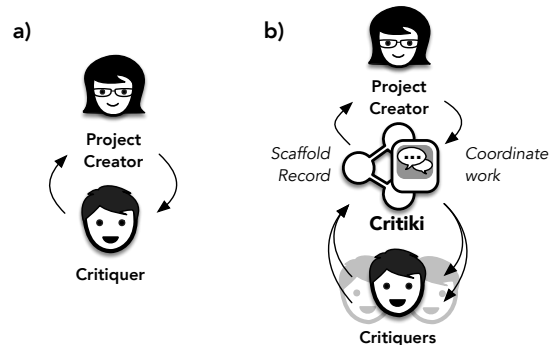 a)
Project
Creator
Critiquer
b)
Project
Creator
Scaffold
Record
Coordinate
work
Critiki
Critiquers